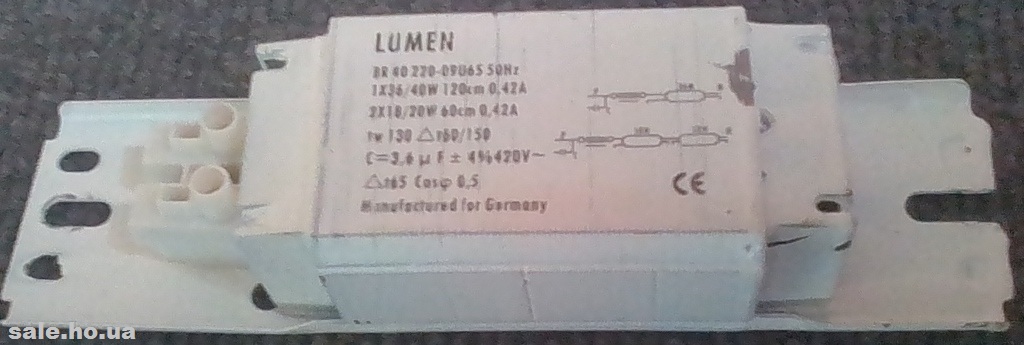 LUMEN
BR 40 220-09U65 50Hz
1X36/40W 120cm 0,42A
2X18/20W 60cm 0,42A
tw 130 △t60/150
C=3,6 µF ± 4% 420V~
△t65 Cosφ 0,5
Manufactured for Germany
CE
sale.ho.ua